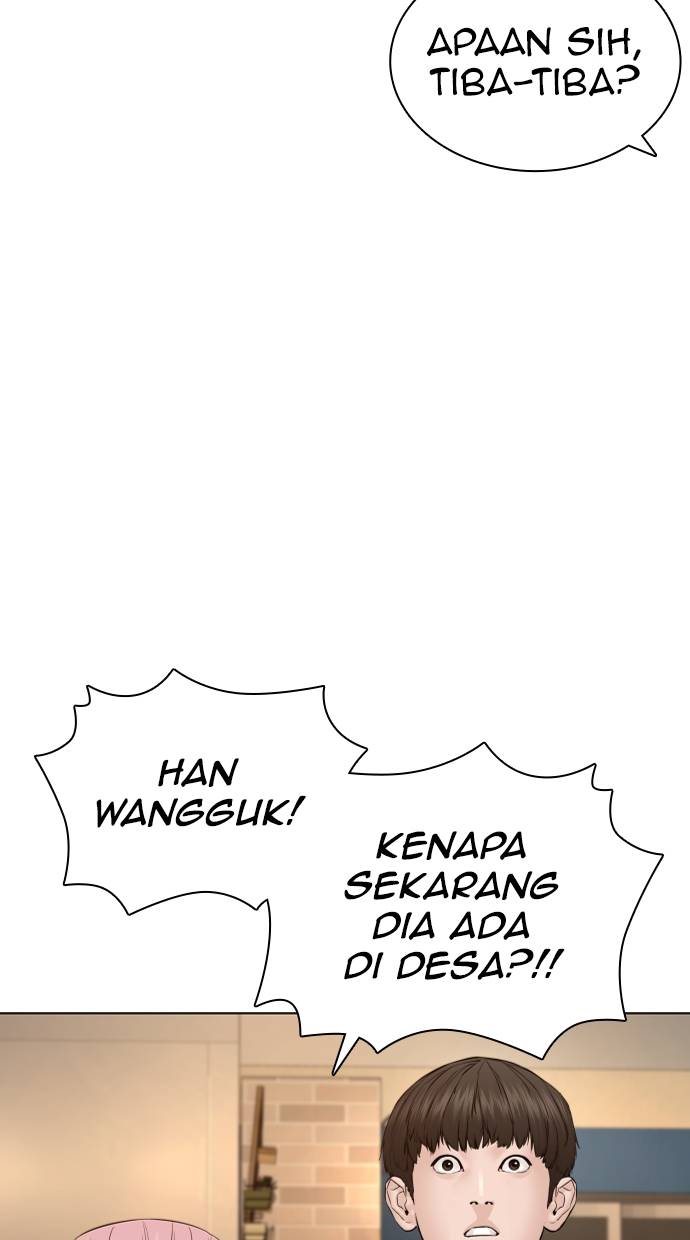 APAAN SIH,
TIBA-TIBA?
HAN
WANGGUK!
KENAPA
SEKARANG
DIA ADA
DI DESA?!!